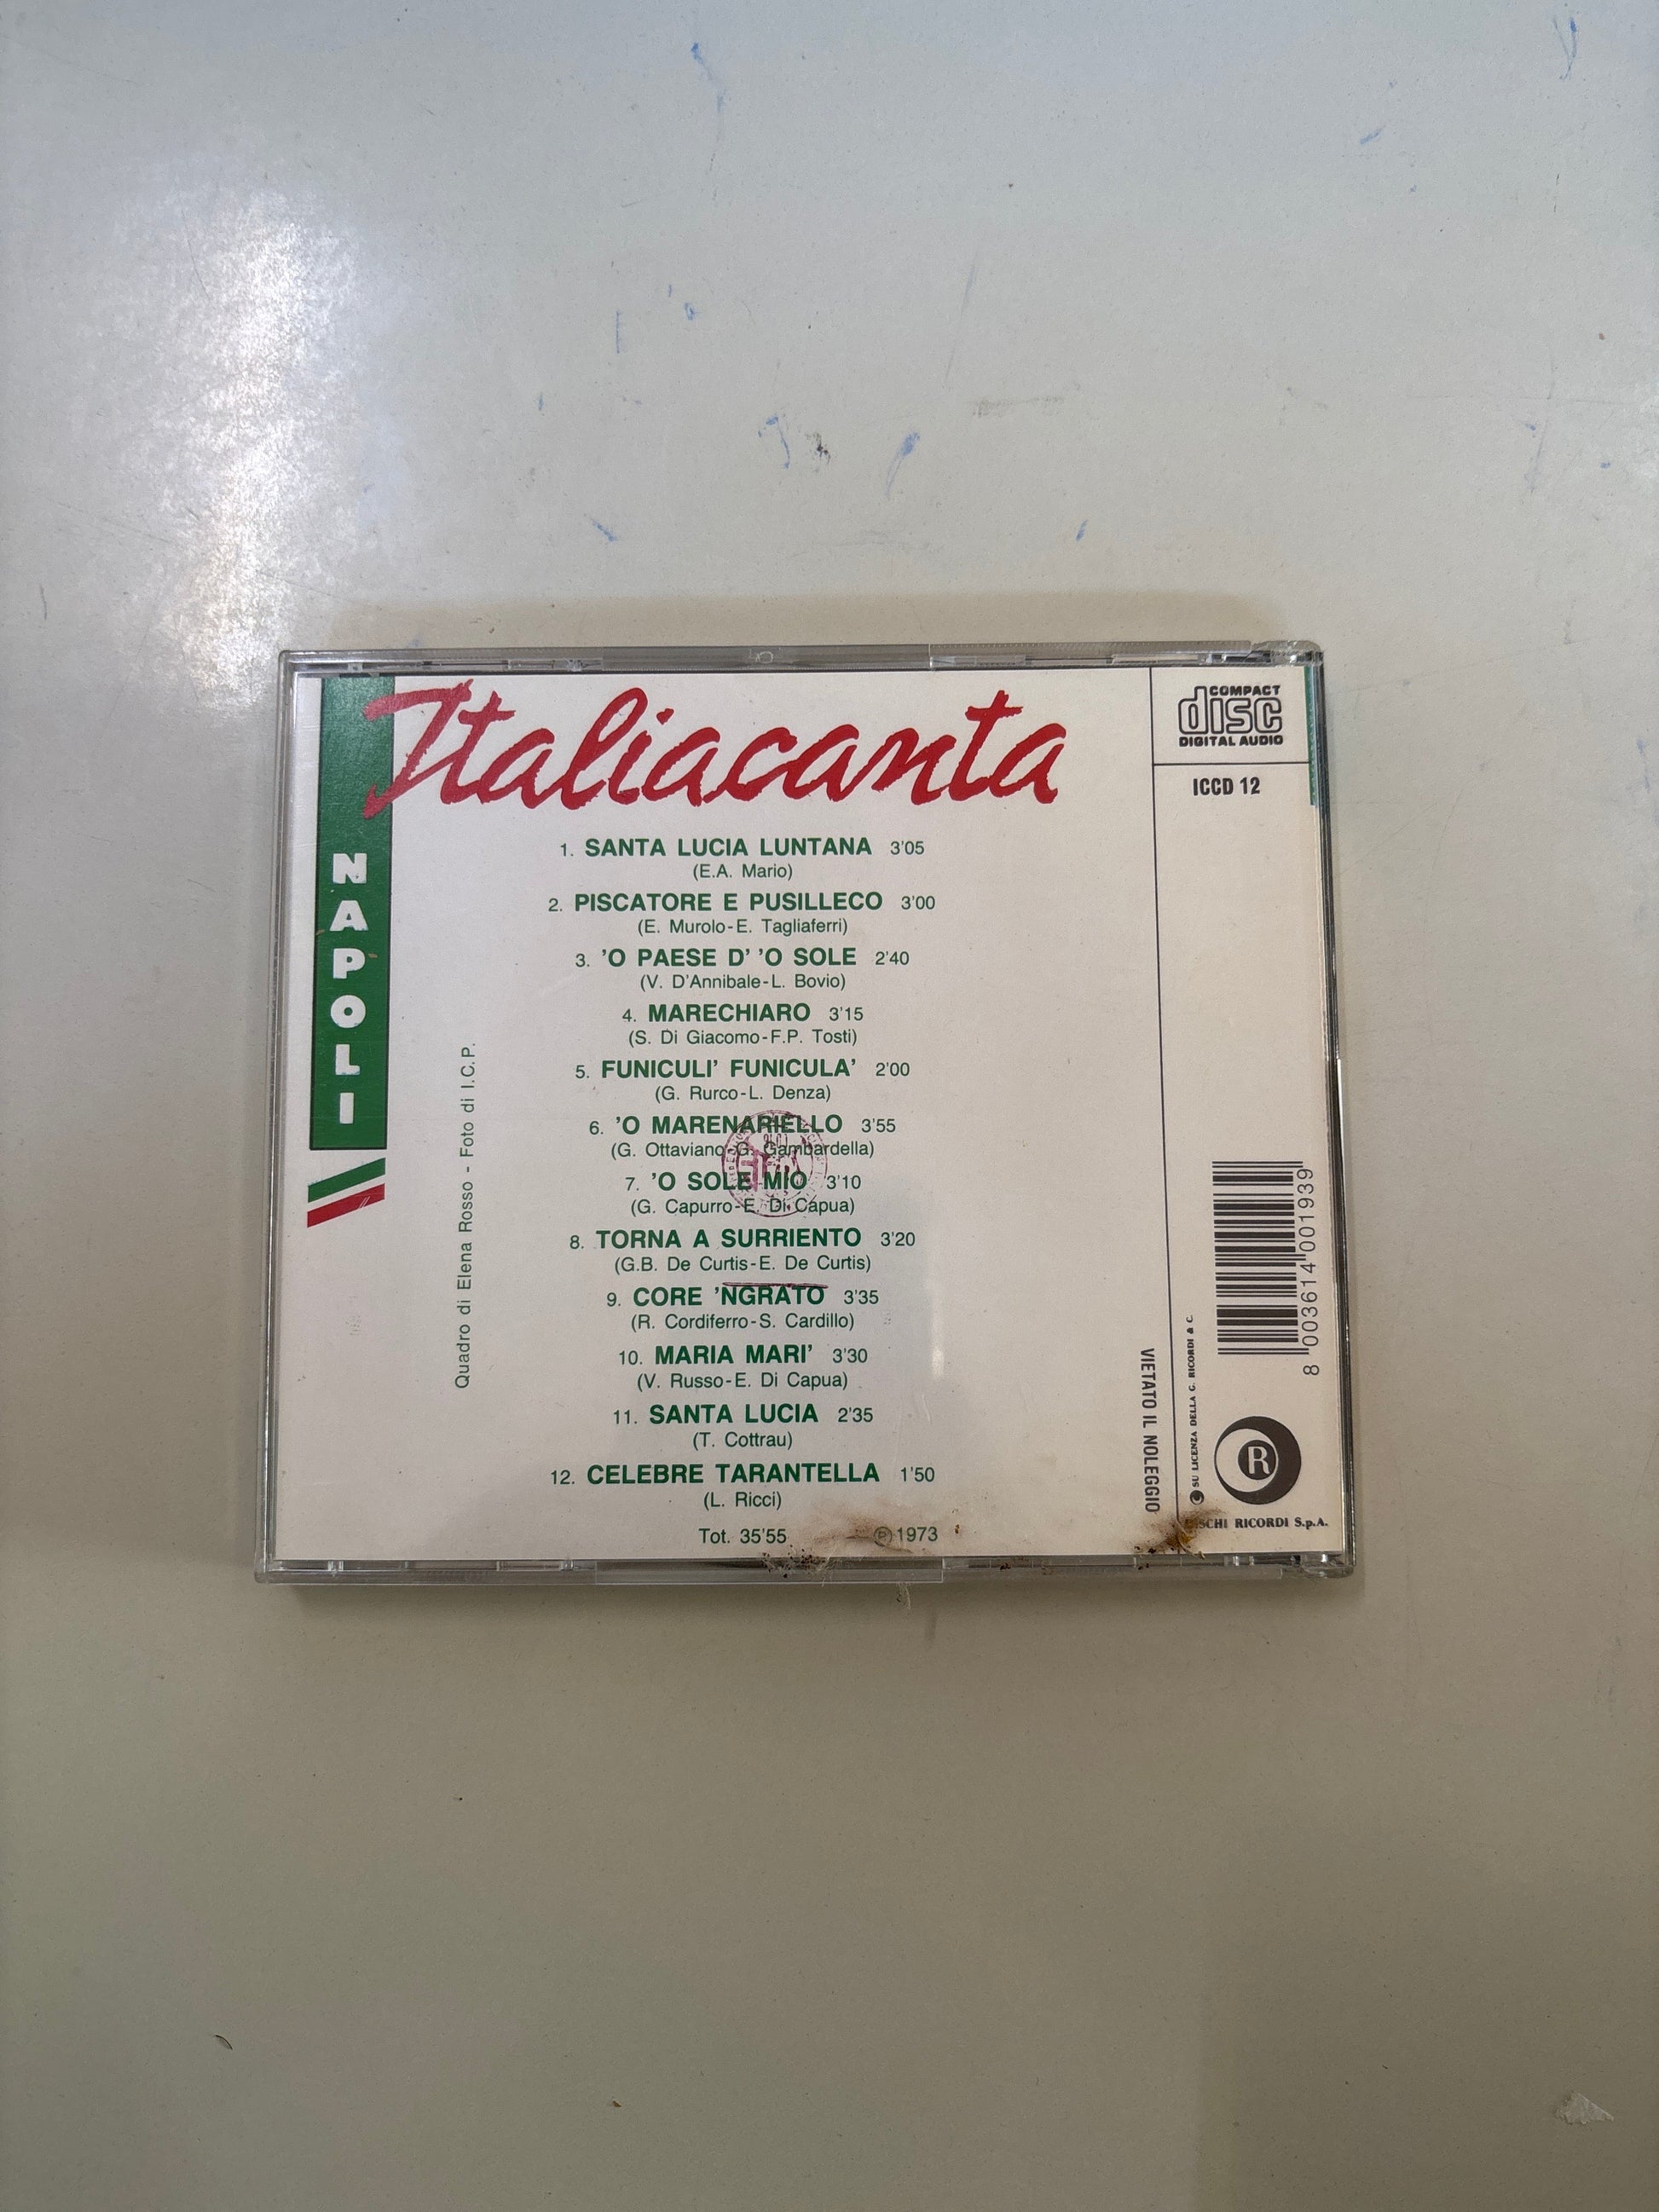 NAPOLI
Italiacanta
1. SANTA LUCIA LUNTANA 3'05
(E.A. Mario)
2. PISCATORE E PUSILLECO 3'00
(E. Murolo-E. Tagliaferri)
3. 'O PAESE D' 'O SOLE 2'40
(V. D'Annibale-L. Bovio)
4. MARECHIARO 3'15
(S. Di Giacomo-F.P. Tosti)
5. FUNICULI' FUNICULA' 2'00
(G. Rurco-L. Denza)
6. 'O MARENARIELLO 3'55
(G. Ottaviano-G. Gambardella)
7. 'O SOLE MIO 3'10
(G. Capurro-E. Di Capua)
8. TORNA A SURRIENTO 3'20
(G.B. De Curtis-E. De Curtis)
9. CORE 'NGRATO 3'35
(R. Cordiferro-S. Cardillo)
10. MARIA MARI' 3'30
(V. Russo-E. Di Capua)
11. SANTA LUCIA 2'35
(T. Cottrau)
12. CELEBRE TARANTELLA 1'50
(L. Ricci)
Tot. 35'55 ℗ 1973
Quadro di Elena Rosso - Foto di I.C.P.
COMPACT
disc
DIGITAL AUDIO
ICCD 12
8 003614 001939
VIETATO IL NOLEGGIO
SU LICENZA DELLA G. RICORDI & C.
R
RICORDI S.p.A.